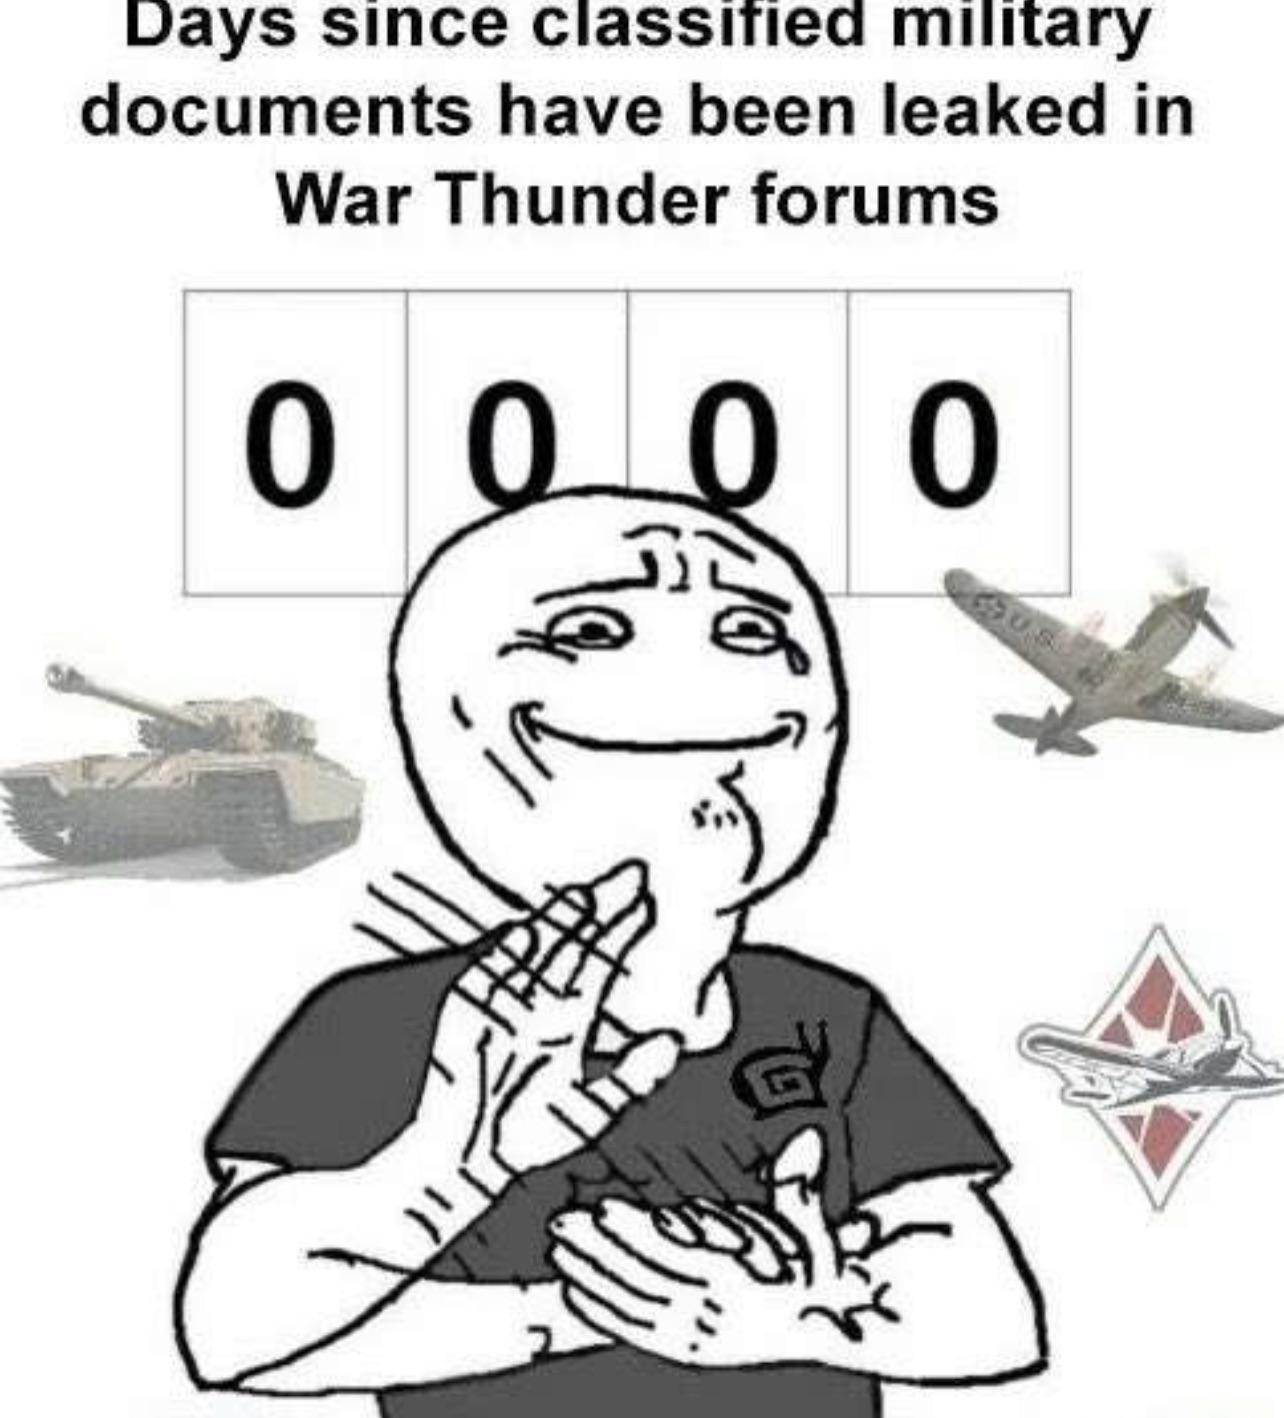 Days since classified military
documents have been leaked in
War Thunder forums
0 0 0 0
U.S.
G